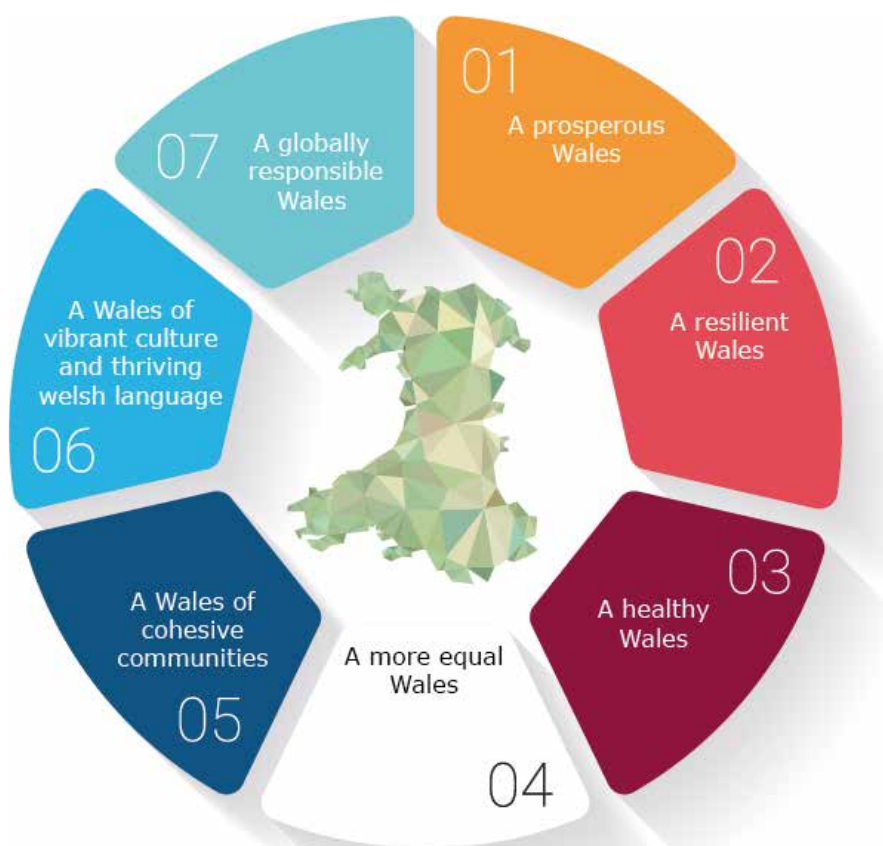 01
A prosperous
Wales
02
A resilient
Wales
03
A healthy
Wales
A more equal
Wales
04
A Wales of
cohesive
communities
05
A Wales of
vibrant culture
and thriving
welsh language
06
07
A globally
responsible
Wales